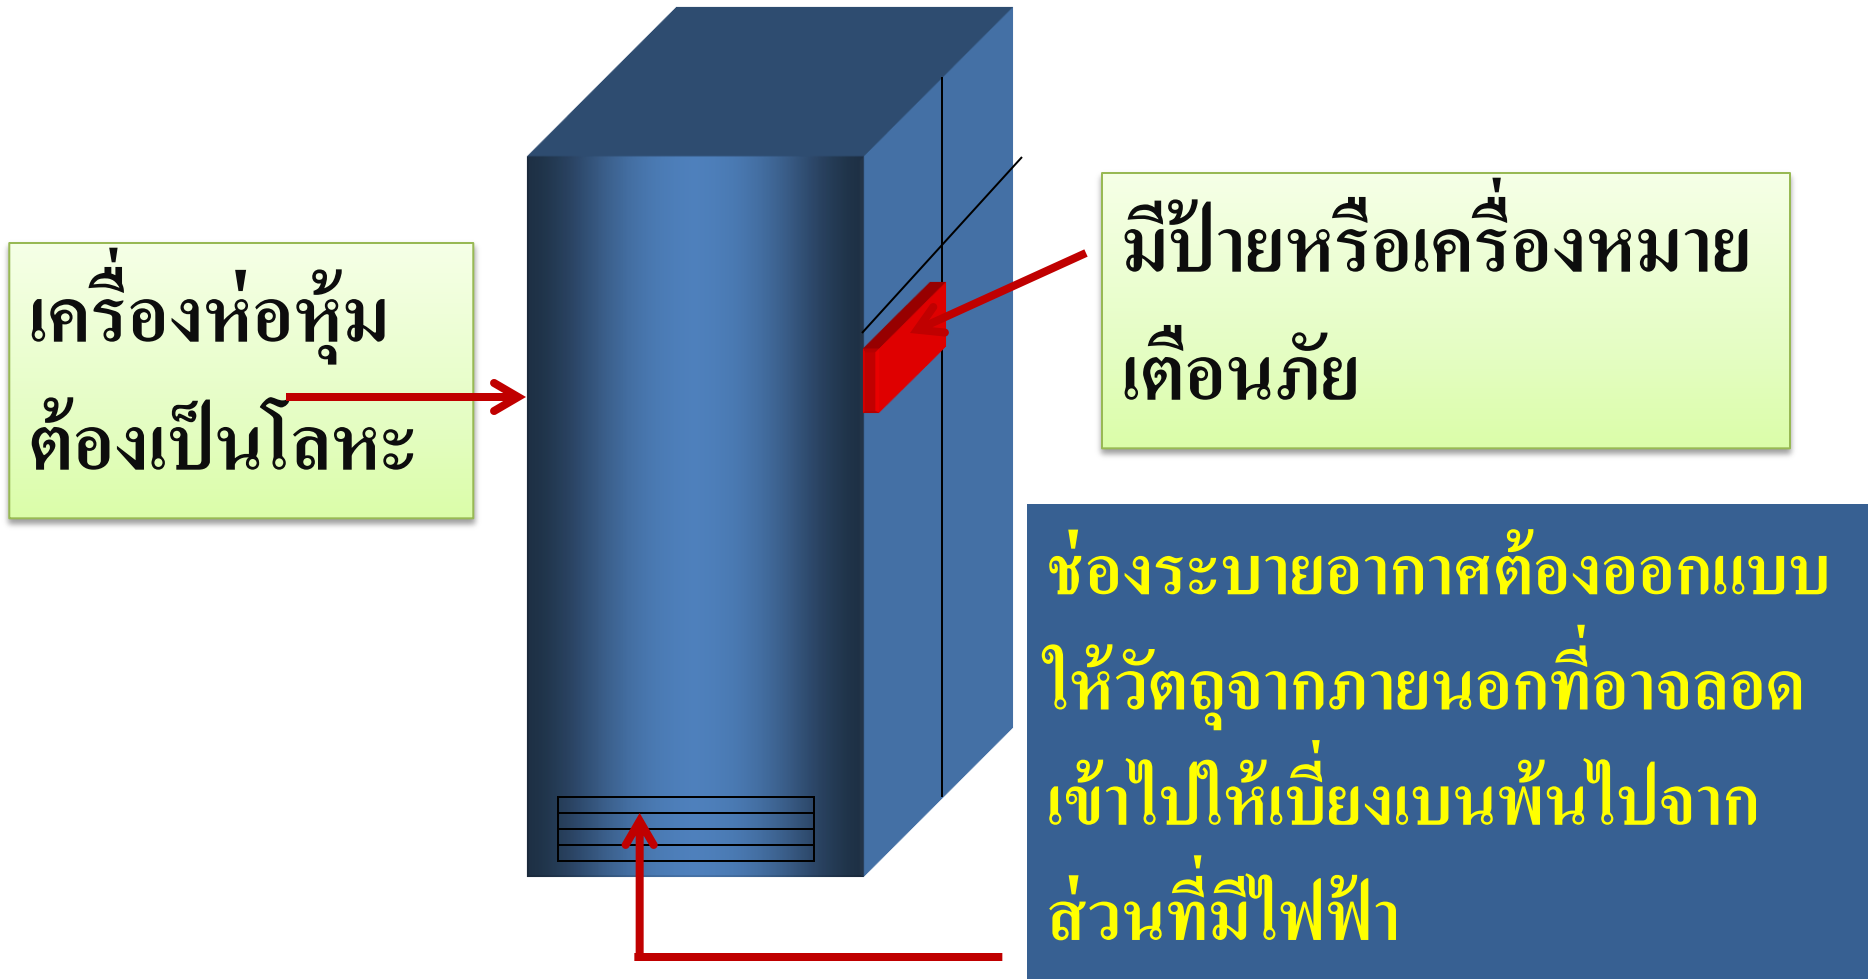 เครื่องห่อหุ้ม
ต้องเป็นโลหะ
มีป้ายหรือเครื่องหมาย
เตือนภัย
ช่องระบายอากาศต้องออกแบบ
ให้วัตถุจากภายนอกที่อาจลอด
เข้าไปให้เบี่ยงเบนพ้นไปจาก
ส่วนที่มีไฟฟ้า